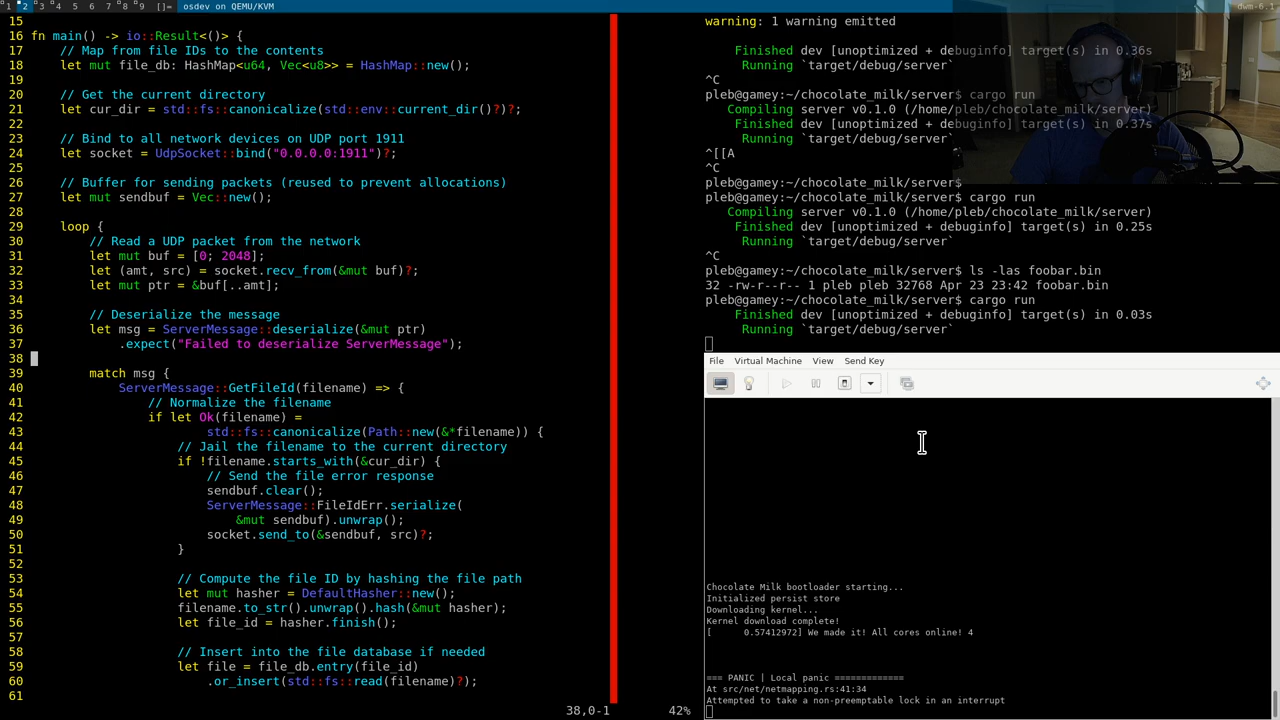 1 2 3 4 5 6 7 8 9 []= osdev on QEMU/KVM dwm-6.1
15
16 fn main() -> io::Result<()> {
17     // Map from file IDs to the contents
18     let mut file_db: HashMap<u64, Vec<u8>> = HashMap::new();
19
20     // Get the current directory
21     let cur_dir = std::fs::canonicalize(std::env::current_dir()?)?;
22
23     // Bind to all network devices on UDP port 1911
24     let socket = UdpSocket::bind("0.0.0.0:1911")?;
25
26     // Buffer for sending packets (reused to prevent allocations)
27     let mut sendbuf = Vec::new();
28
29     loop {
30         // Read a UDP packet from the network
31         let mut buf = [0; 2048];
32         let (amt, src) = socket.recv_from(&mut buf)?;
33         let mut ptr = &buf[..amt];
34
35         // Deserialize the message
36         let msg = ServerMessage::deserialize(&mut ptr)
37             .expect("Failed to deserialize ServerMessage");
38
39         match msg {
40             ServerMessage::GetFileId(filename) => {
41                 // Normalize the filename
42                 if let Ok(filename) =
43                         std::fs::canonicalize(Path::new(&*filename)) {
44                     // Jail the filename to the current directory
45                     if !filename.starts_with(&cur_dir) {
46                         // Send the file error response
47                         sendbuf.clear();
48                         ServerMessage::FileIdErr.serialize(
49                             &mut sendbuf).unwrap();
50                         socket.send_to(&sendbuf, src)?;
51                     }
52
53                     // Compute the file ID by hashing the file path
54                     let mut hasher = DefaultHasher::new();
55                     filename.to_str().unwrap().hash(&mut hasher);
56                     let file_id = hasher.finish();
57
58                     // Insert into the file database if needed
59                     let file = file_db.entry(file_id)
60                         .or_insert(std::fs::read(filename)?);
61
38,0-1 42%
warning: 1 warning emitted
    Finished dev [unoptimized + debuginfo] target(s) in 0.36s
     Running `target/debug/server`
^C
pleb@gamey:~/chocolate_milk/server$ cargo run
   Compiling server v0.1.0 (/home/pleb/chocolate_milk/server)
    Finished dev [unoptimized + debuginfo] target(s) in 0.37s
     Running `target/debug/server`
^[[A
^C
pleb@gamey:~/chocolate_milk/server$
pleb@gamey:~/chocolate_milk/server$ cargo run
   Compiling server v0.1.0 (/home/pleb/chocolate_milk/server)
    Finished dev [unoptimized + debuginfo] target(s) in 0.25s
     Running `target/debug/server`
^C
pleb@gamey:~/chocolate_milk/server$ ls -las foobar.bin
32 -rw-r--r-- 1 pleb pleb 32768 Apr 23 23:42 foobar.bin
pleb@gamey:~/chocolate_milk/server$ cargo run
    Finished dev [unoptimized + debuginfo] target(s) in 0.03s
     Running `target/debug/server`
File Virtual Machine View Send Key
Chocolate Milk bootloader starting...
Initialized persist store
Downloading kernel...
Kernel download complete!
[      0.57412972] We made it! All cores online! 4
=== PANIC | Local panic =============
At src/net/netmapping.rs:41:34
Attempted to take a non-preemptable lock in an interrupt